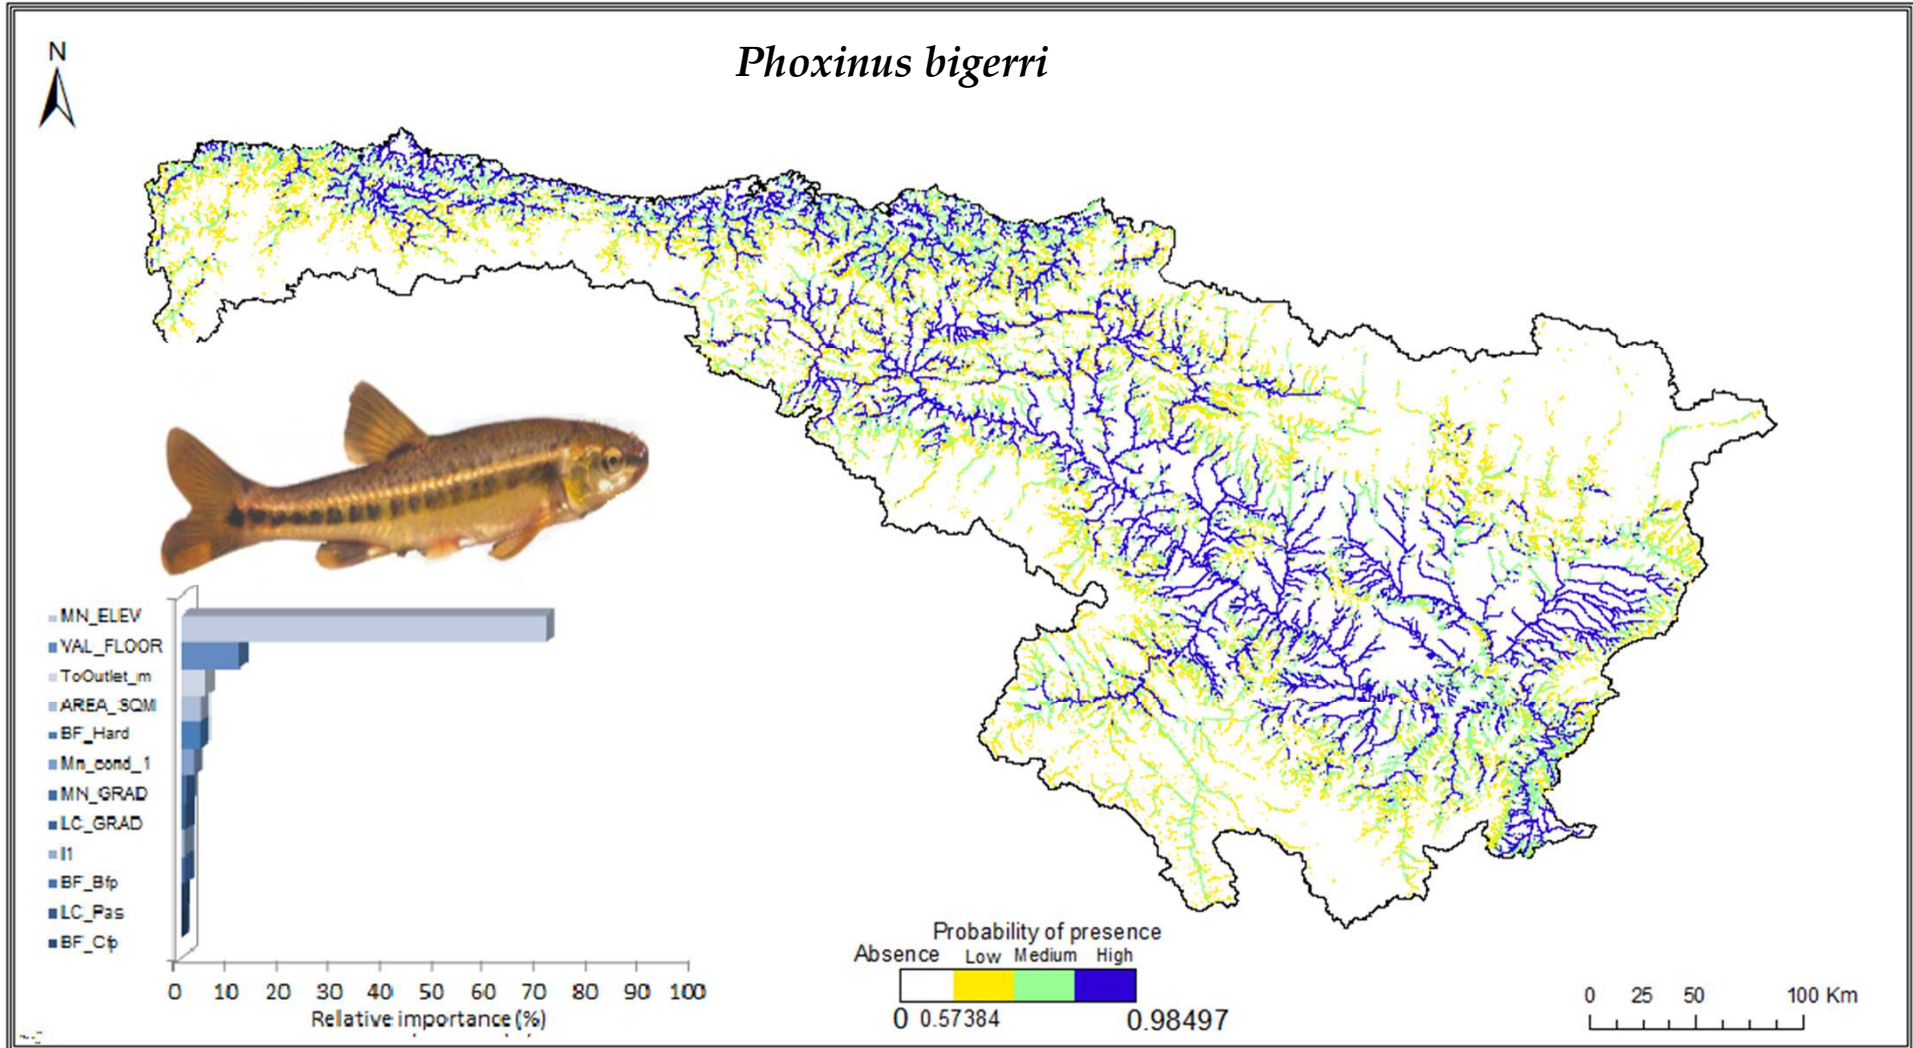 Phoxinus bigerri
N
MN_ELEV
VAL_FLOOR
ToOutlet_m
AREA_SQM
BF_Hard
Mn_cond_1
MN_GRAD
LC_GRAD
I1
BF_Bfp
LC_Pas
BF_Cfp
0 10 20 30 40 50 60 70 80 90 100
Rellative importance (%)
Probability of presence
Absence Low Medium High
0 0.57384 0.98497
0 25 50 100 Km